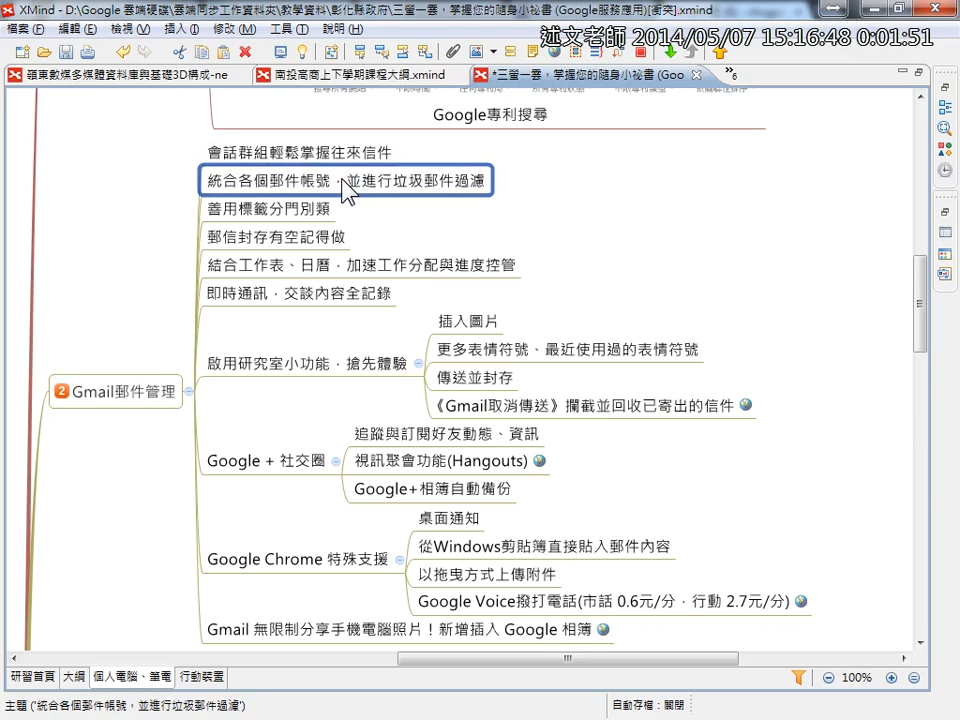 XMind - D:\Google 雲端硬碟\雲端同步工作資料夾\教學資料\彰化縣政府\三螢一雲，掌握您的隨身小祕書 (Google服務應用)[衝突].xmind
檔案(F) 編輯(E) 檢視(V) 插入(I) 修改(M) 工具(T) 說明(H)
述文老師 2014/05/07 15:16:48 0:01:51
嶺東數媒多媒體資料庫與基礎3D構成-ne
南投高商上下學期課程大綱.xmind
*三螢一雲，掌握您的隨身小祕書 (Goo
»6
Google專利搜尋
會話群組輕鬆掌握往來信件
統合各個郵件帳號，並進行垃圾郵件過濾
善用標籤分門別類
郵信封存有空記得做
結合工作表、日曆，加速工作分配與進度控管
即時通訊，交談內容全記錄
插入圖片
更多表情符號、最近使用過的表情符號
啟用研究室小功能，搶先體驗
傳送並封存
《Gmail取消傳送》攔截並回收已寄出的信件
2 Gmail郵件管理
追蹤與訂閱好友動態、資訊
Google + 社交圈
視訊聚會功能(Hangouts)
Google+相簿自動備份
桌面通知
從Windows剪貼簿直接貼入郵件內容
Google Chrome 特殊支援
以拖曳方式上傳附件
Google Voice撥打電話(市話 0.6元/分，行動 2.7元/分)
Gmail 無限制分享手機電腦照片！新增插入 Google 相簿
研習首頁 大綱 個人電腦、筆電 行動裝置
100%
主題 ('統合各個郵件帳號，並進行垃圾郵件過濾')
自動存檔：關閉